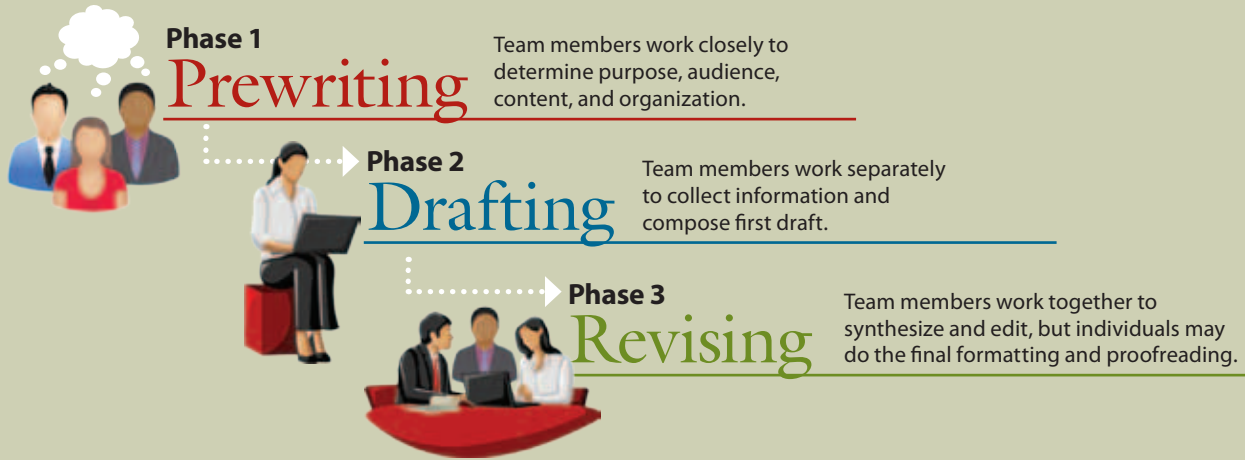 Phase 1
Prewriting
Team members work closely to
determine purpose, audience,
content, and organization.
Phase 2
Drafting
Team members work separately
to collect information and
compose first draft.
Phase 3
Revising
Team members work together to
synthesize and edit, but individuals may
do the final formatting and proofreading.